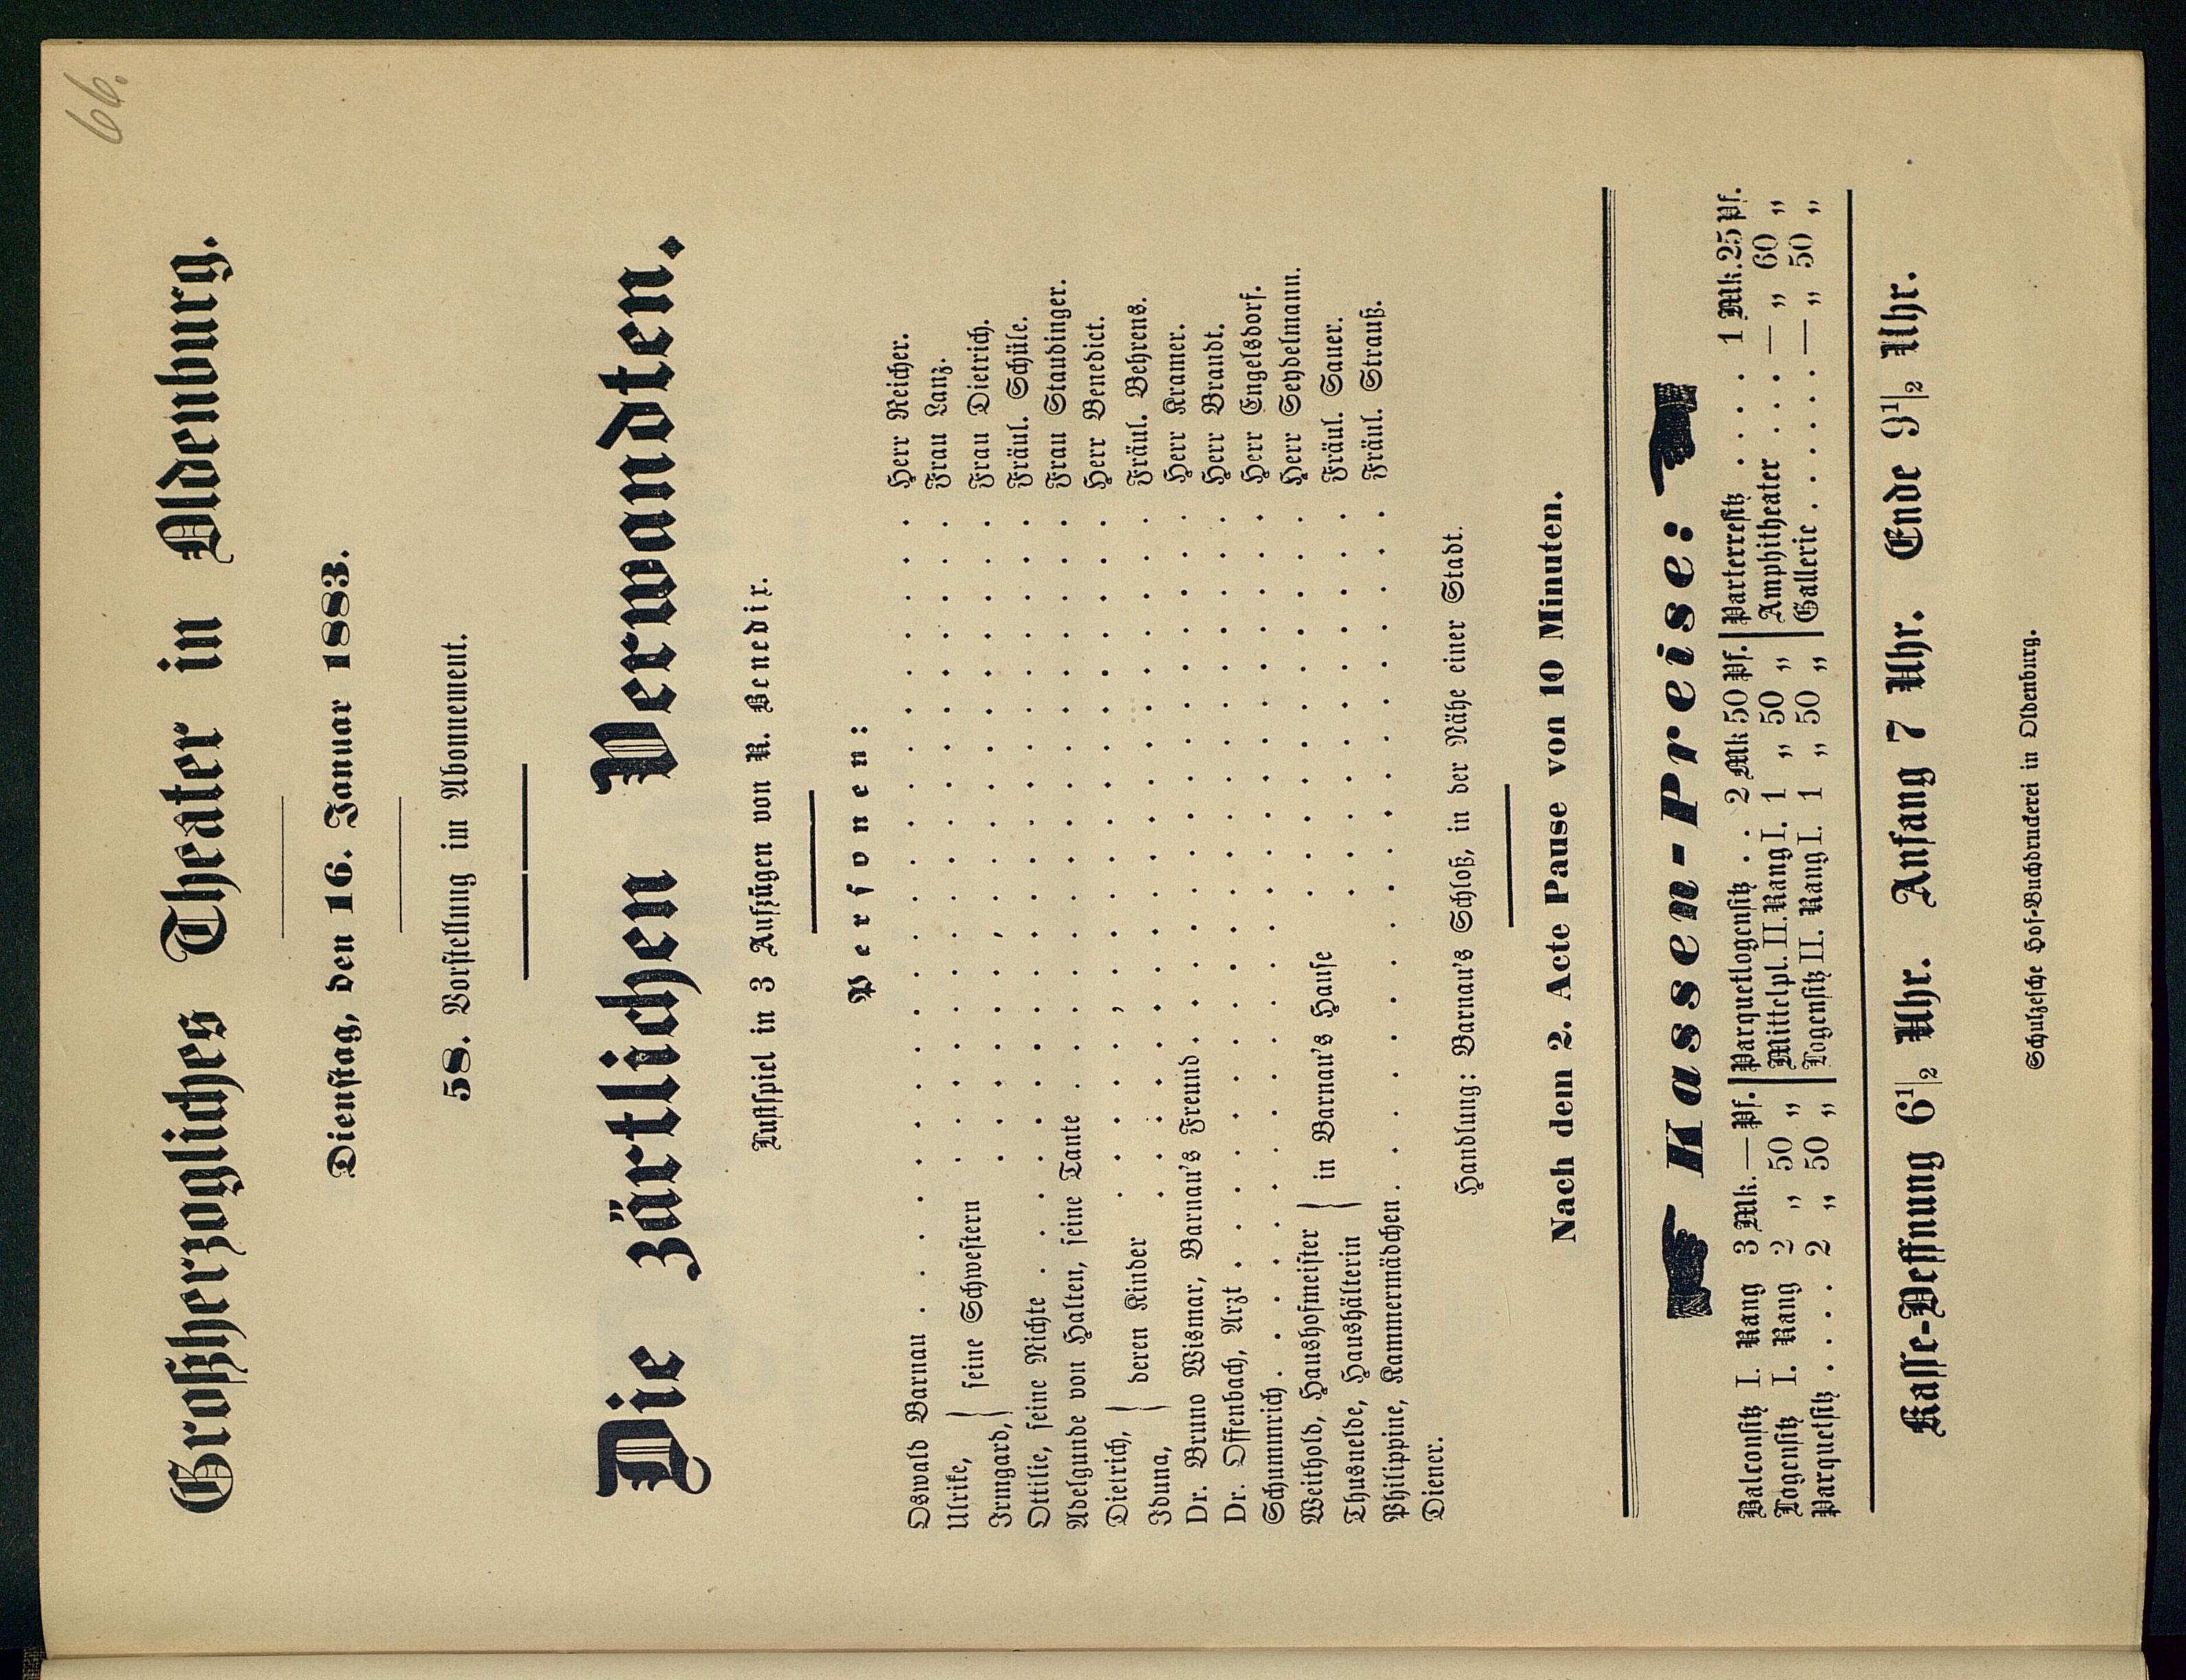 66.
Großherzogliches Theater in Oldenburg.
Dienstag, den 16. Januar 1883.
58. Vorstellung im Abonnement.
Die zärtlichen Verwandten.
Lustspiel in 3 Aufzügen von R. Benedix.
Personen:
Oswald Barnau . . . . . . . . . . Herr Reicher.
Ulrike, } seine Schwestern . . . . . . . . . . Frau Lanz.
Irmgard, } . . . . . . . . . . Frau Dietrich.
Ottilie, seine Nichte . . . . . . . . . . Fräul. Schüle.
Adelgunde von Halten, seine Tante . . . . . . . . . . Frau Staudinger.
Dietrich, } deren Kinder . . . . . . . . . . Herr Benedict.
Iduna, } . . . . . . . . . . Fräul. Behrens.
Dr. Bruno Wismar, Barnau's Freund . . . . . . . . . . Herr Kramer.
Dr. Offenbach, Arzt . . . . . . . . . . Herr Brandt.
Schummrich . . . . . . . . . . Herr Engelsdorf.
Weithold, Haushofmeister } in Barnau's Hause . . . . . . . . . . Herr Seydelmann.
Thusnelde, Haushälterin } . . . . . . . . . . Fräul. Sauer.
Philippine, Kammermädchen . . . . . . . . . . Fräul. Strauß.
Diener.
Handlung: Barnau's Schloß, in der Nähe einer Stadt.
Nach dem 2. Acte Pause von 10 Minuten.
Kassen-Preise:
Balconsitz I. Rang 3 Mk. — Pf. | Parquetlogensitz . . 2 Mk 50 Pf. | Parterresitz . . . . 1 Mk. 25 Pf.
Logensitz I. Rang 2 „ 50 „ | Mittelpl. II. Rang I. 1 „ 50 „ | Amphitheater . . . — „ 60 „
Parquetsitz . . . . 2 „ 50 „ | Logensitz II. Rang I. 1 „ 50 „ | Gallerie . . . . . . — „ 50 „
Kasse-Oeffnung 6 1/2 Uhr. Anfang 7 Uhr. Ende 9 1/2 Uhr.
Schulzesche Hof-Buchdruckerei in Oldenburg.